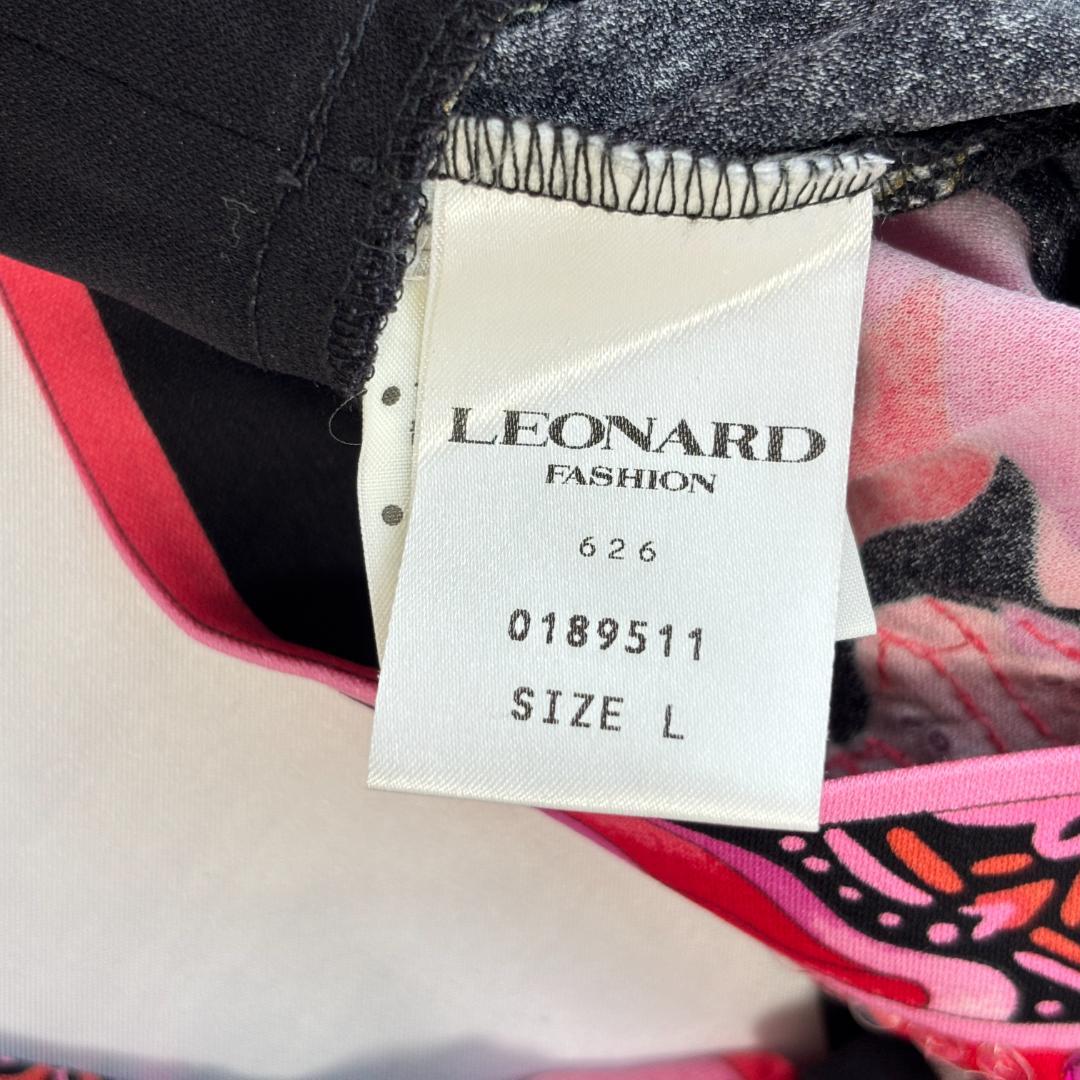 LEONARD
FASHION
626
0189511
SIZE L